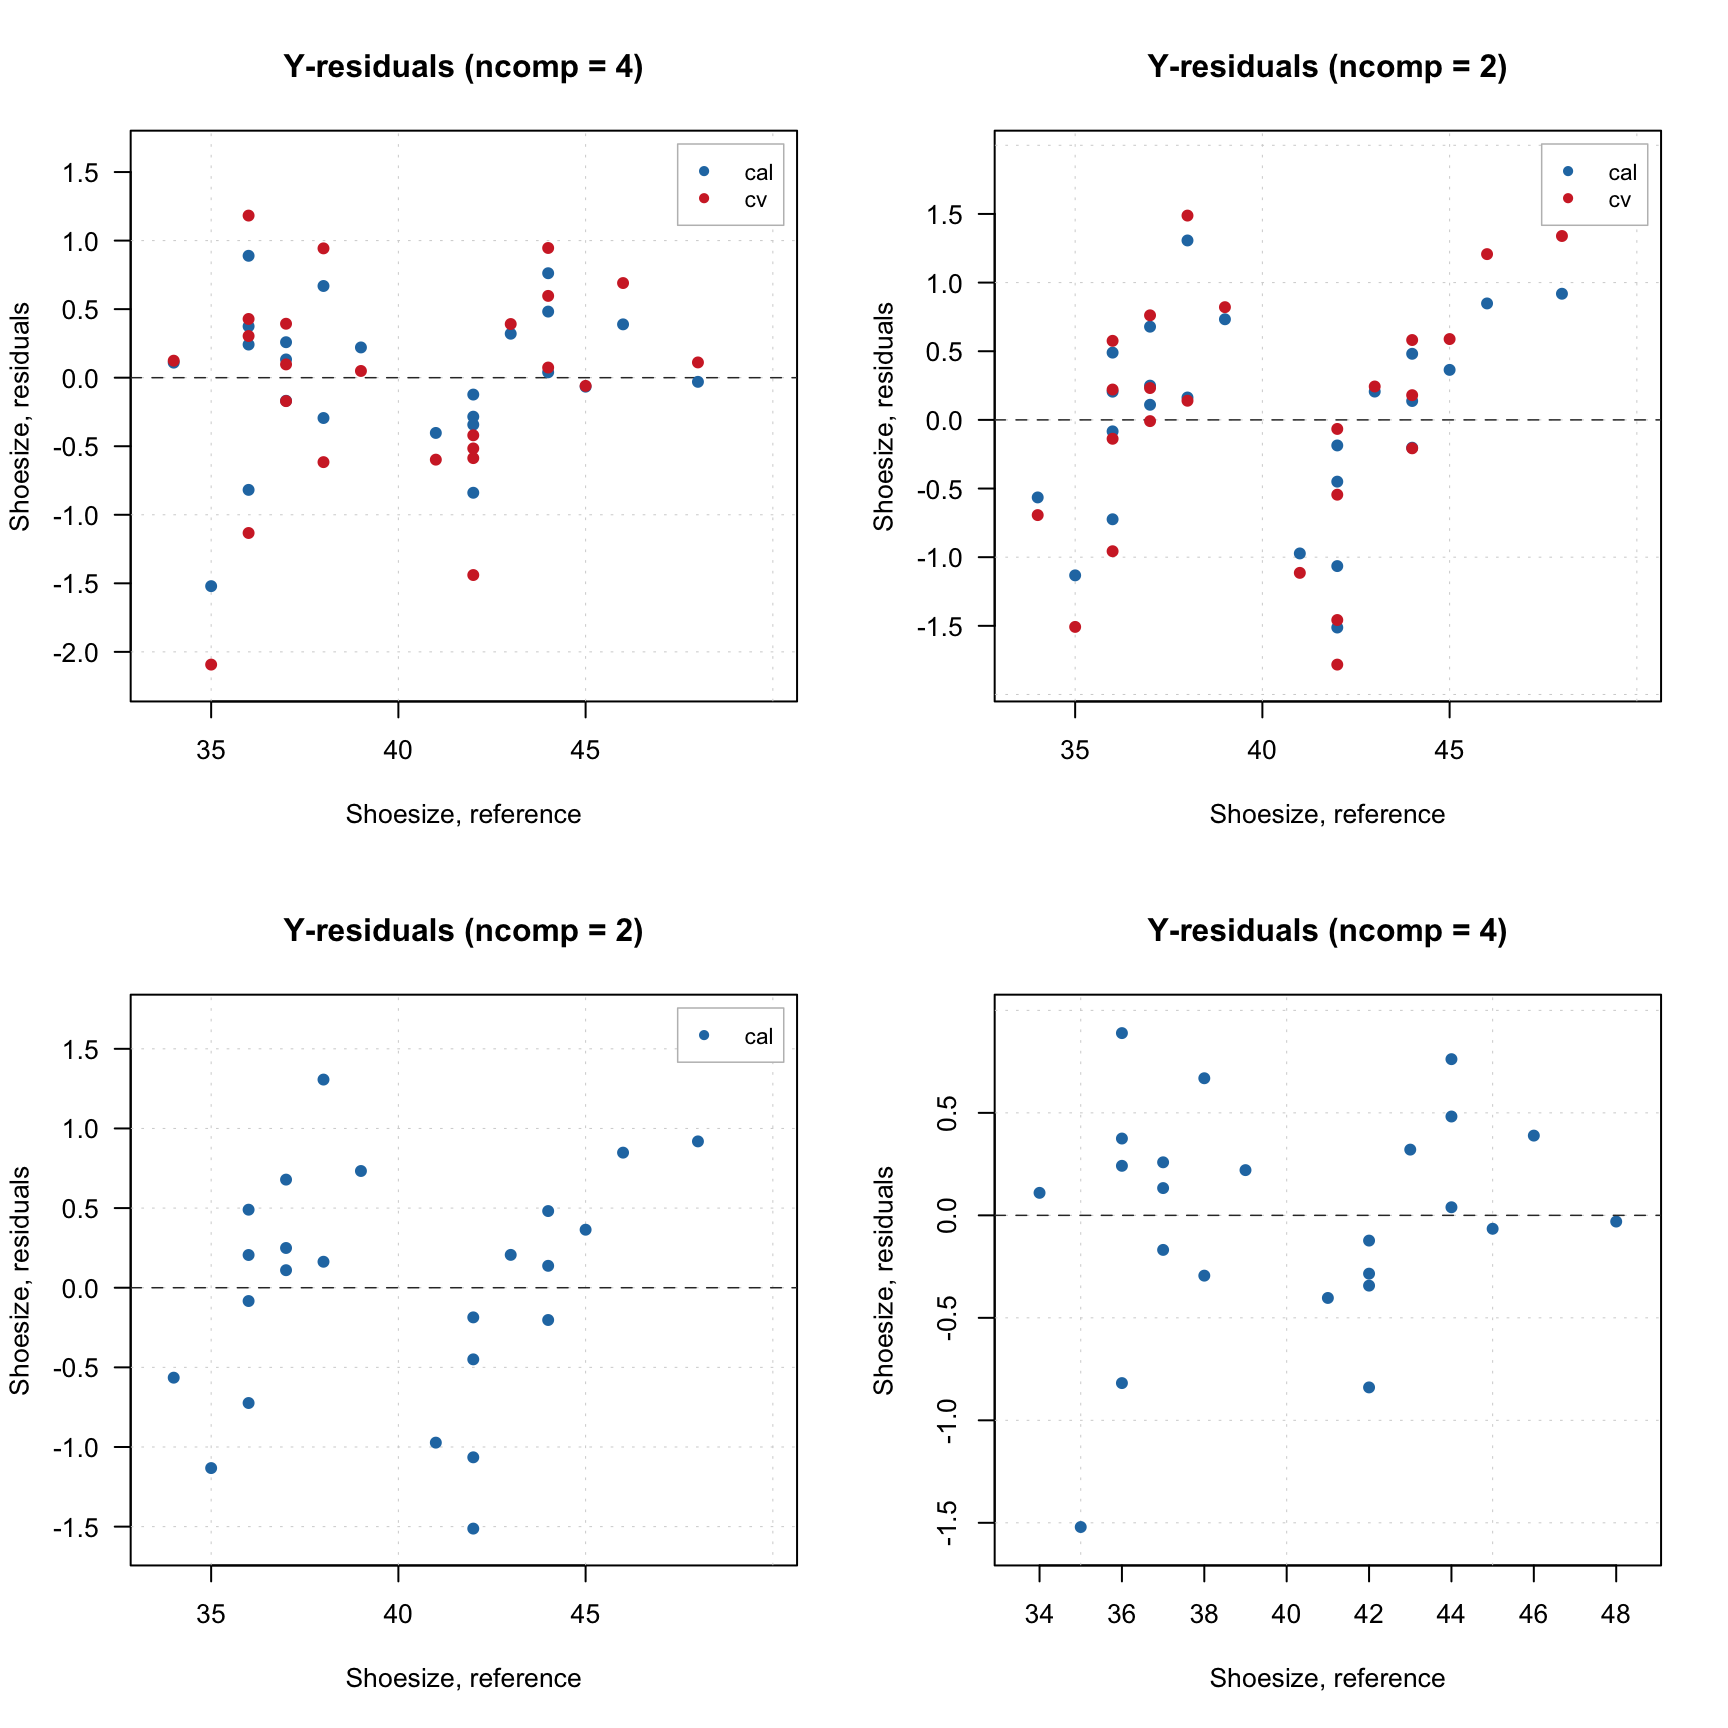 Y-residuals (ncomp = 4)
Shoesize, residuals
1.5
1.0
0.5
0.0
-0.5
-1.0
-1.5
-2.0
cal
cv
35 40 45
Shoesize, reference
Y-residuals (ncomp = 2)
Shoesize, residuals
1.5
1.0
0.5
0.0
-0.5
-1.0
-1.5
cal
cv
35 40 45
Shoesize, reference
Y-residuals (ncomp = 2)
Shoesize, residuals
1.5
1.0
0.5
0.0
-0.5
-1.0
-1.5
cal
35 40 45
Shoesize, reference
Y-residuals (ncomp = 4)
Shoesize, residuals
0.5
0.0
-0.5
-1.0
-1.5
34 36 38 40 42 44 46 48
Shoesize, reference